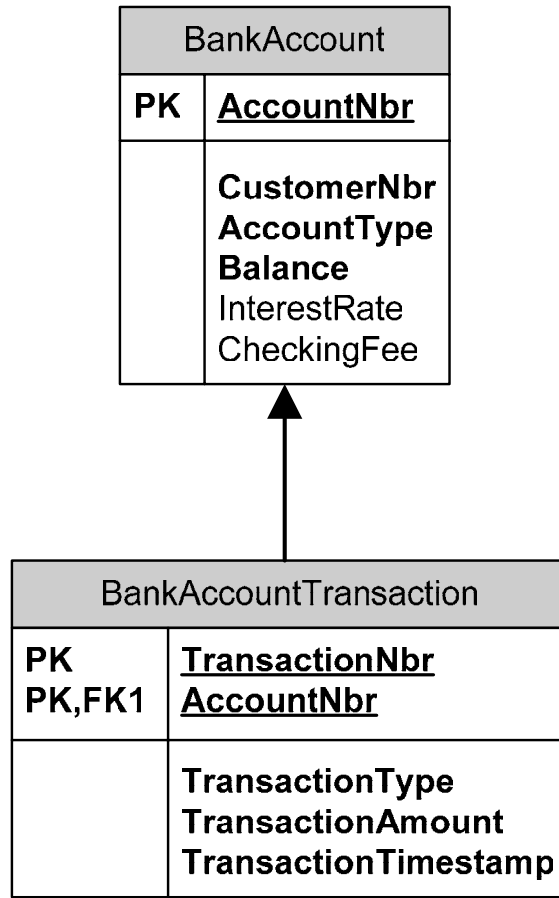 BankAccount
PK AccountNbr
CustomerNbr
AccountType
Balance
InterestRate
CheckingFee
BankAccountTransaction
PK TransactionNbr
PK,FK1 AccountNbr
TransactionType
TransactionAmount
TransactionTimestamp